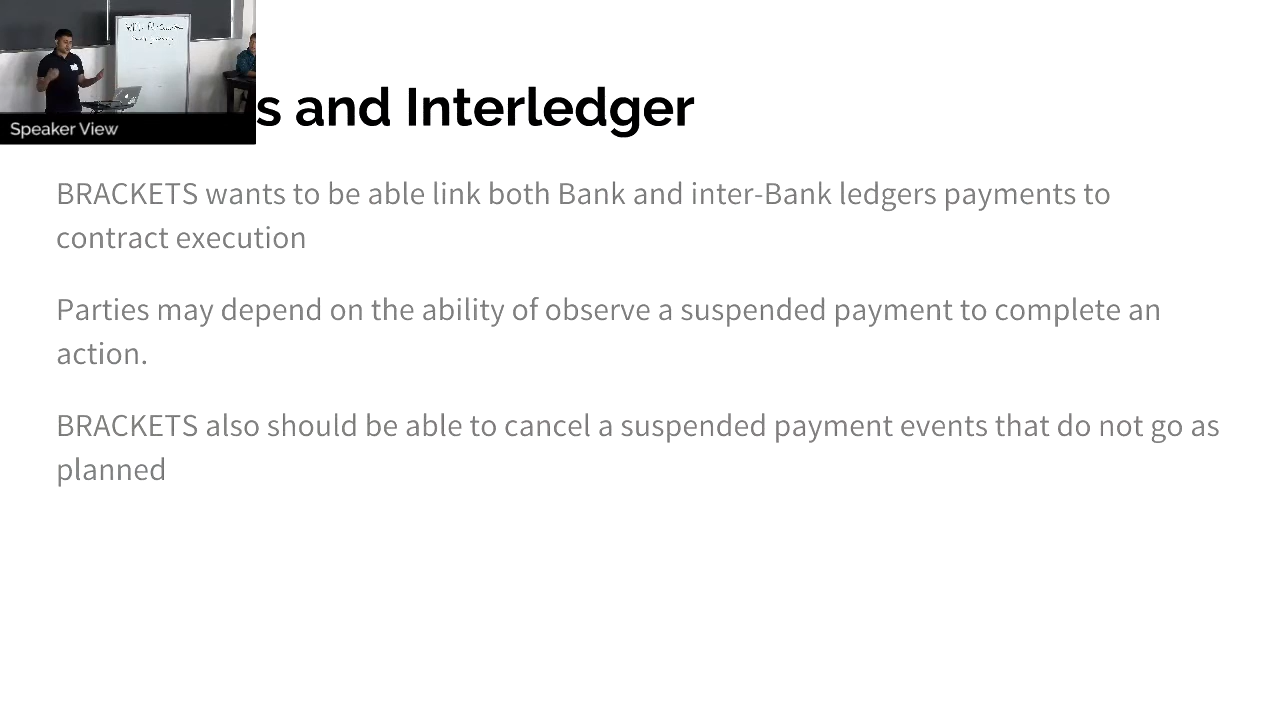 s and Interledger
Speaker View
BRACKETS wants to be able link both Bank and inter-Bank ledgers payments to
contract execution
Parties may depend on the ability of observe a suspended payment to complete an
action.
BRACKETS also should be able to cancel a suspended payment events that do not go as
planned